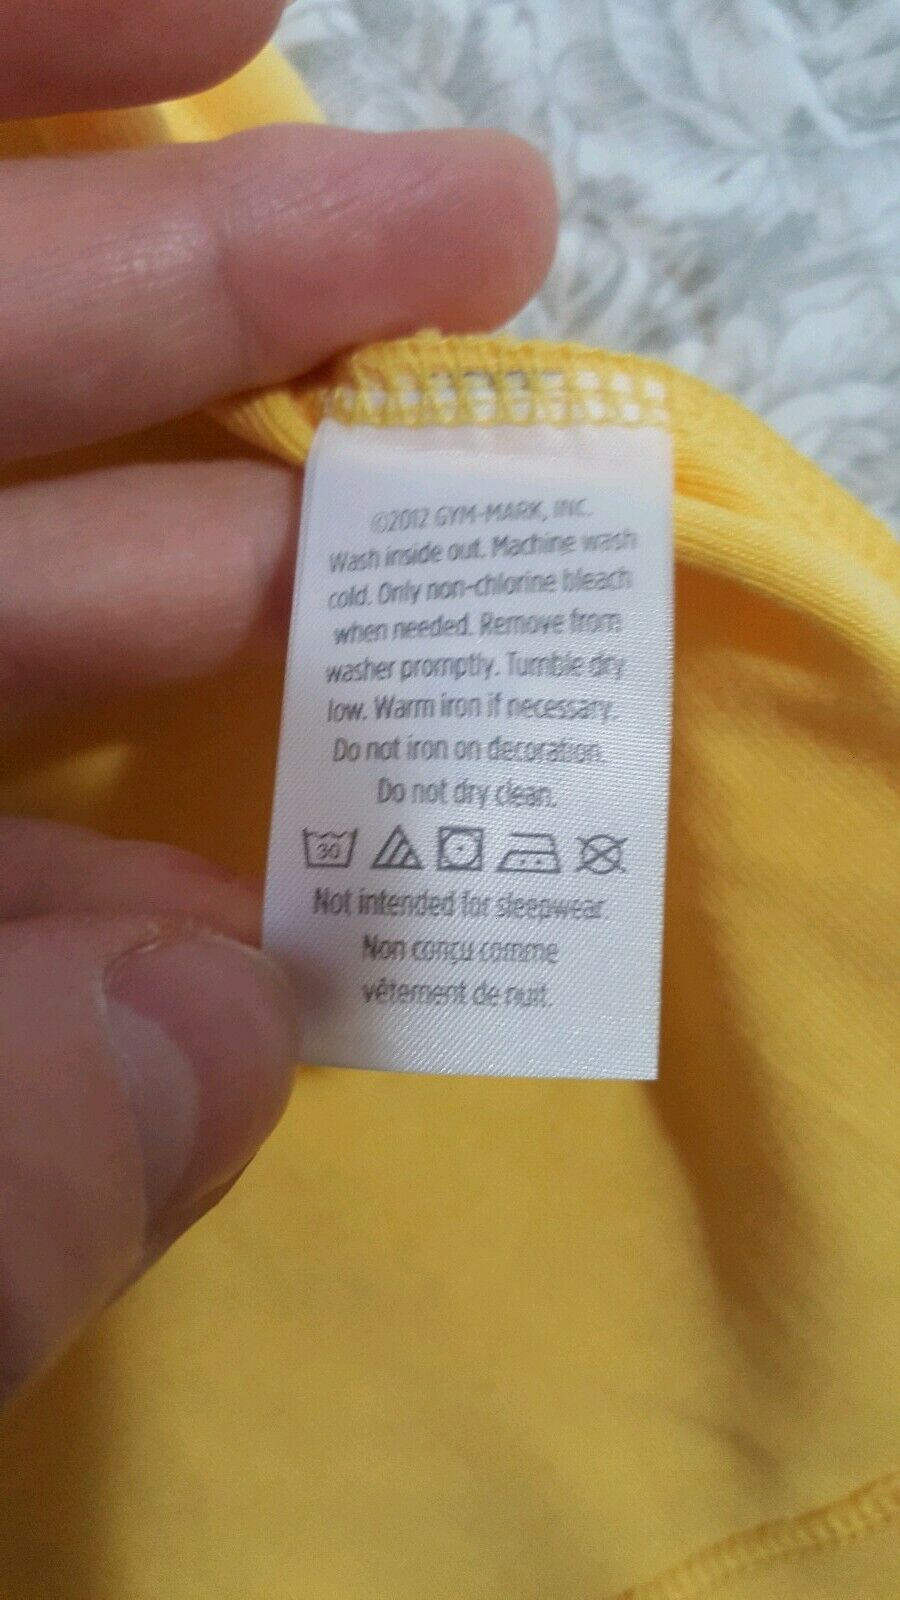 ©2012 GYM-MARK, INC.
Wash inside out. Machine wash
cold. Only non-chlorine bleach
when needed. Remove from
washer promptly. Tumble dry
low. Warm iron if necessary.
Do not iron on decoration.
Do not dry clean.
30
Not intended for sleepwear.
Non conçu comme
vêtement de nuit.